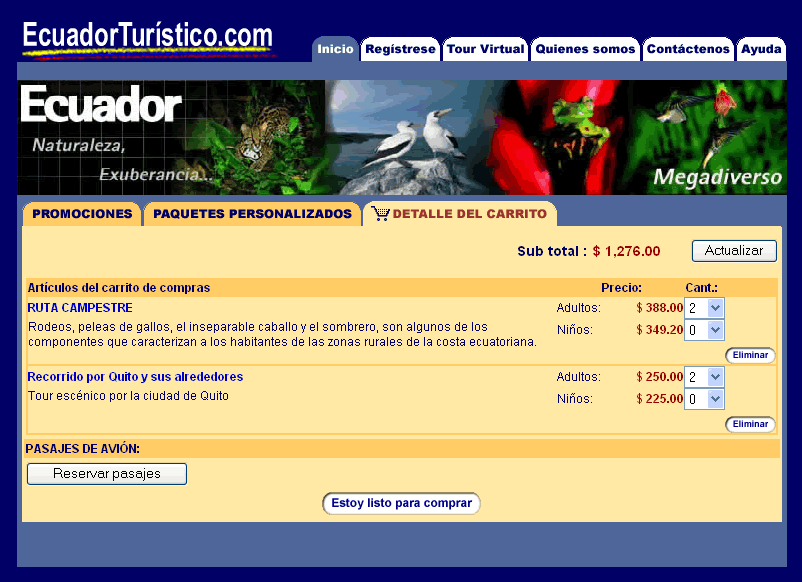 EcuadorTurístico.com
Inicio Regístrese Tour Virtual Quienes somos Contáctenos Ayuda
Ecuador
Naturaleza,
Exuberancia...
Megadiverso
PROMOCIONES PAQUETES PERSONALIZADOS DETALLE DEL CARRITO
Sub total : $ 1,276.00 Actualizar
Artículos del carrito de compras Precio: Cant.:
RUTA CAMPESTRE Adultos: $ 388.00 2
Rodeos, peleas de gallos, el inseparable caballo y el sombrero, son algunos de los Niños: $ 349.20 0
componentes que caracterizan a los habitantes de las zonas rurales de la costa ecuatoriana.
Eliminar
Recorrido por Quito y sus alrededores Adultos: $ 250.00 2
Tour escénico por la ciudad de Quito Niños: $ 225.00 0
Eliminar
PASAJES DE AVIÓN:
Reservar pasajes
Estoy listo para comprar